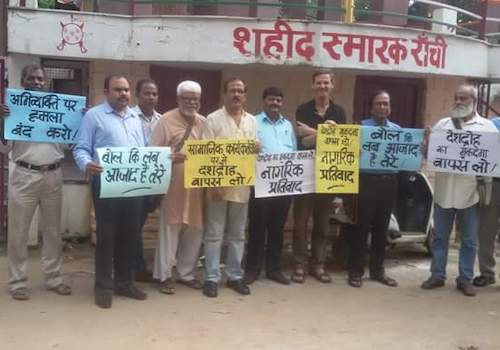 शहीद स्मारक राँची
अभिव्यक्ति पर
हमला
बंद करो!
बोल कि लब
आजाद हैं तेरे
सामाजिक कार्यकर्ताओं
पर से
देशद्रोह
वापस लो!
नागरिक
प्रतिवाद
वापस लो!
नागरिक
प्रतिवाद
बोल कि
लब आजाद
हैं तेरे
देशद्रोह का
मुकदमा
वापस लो!